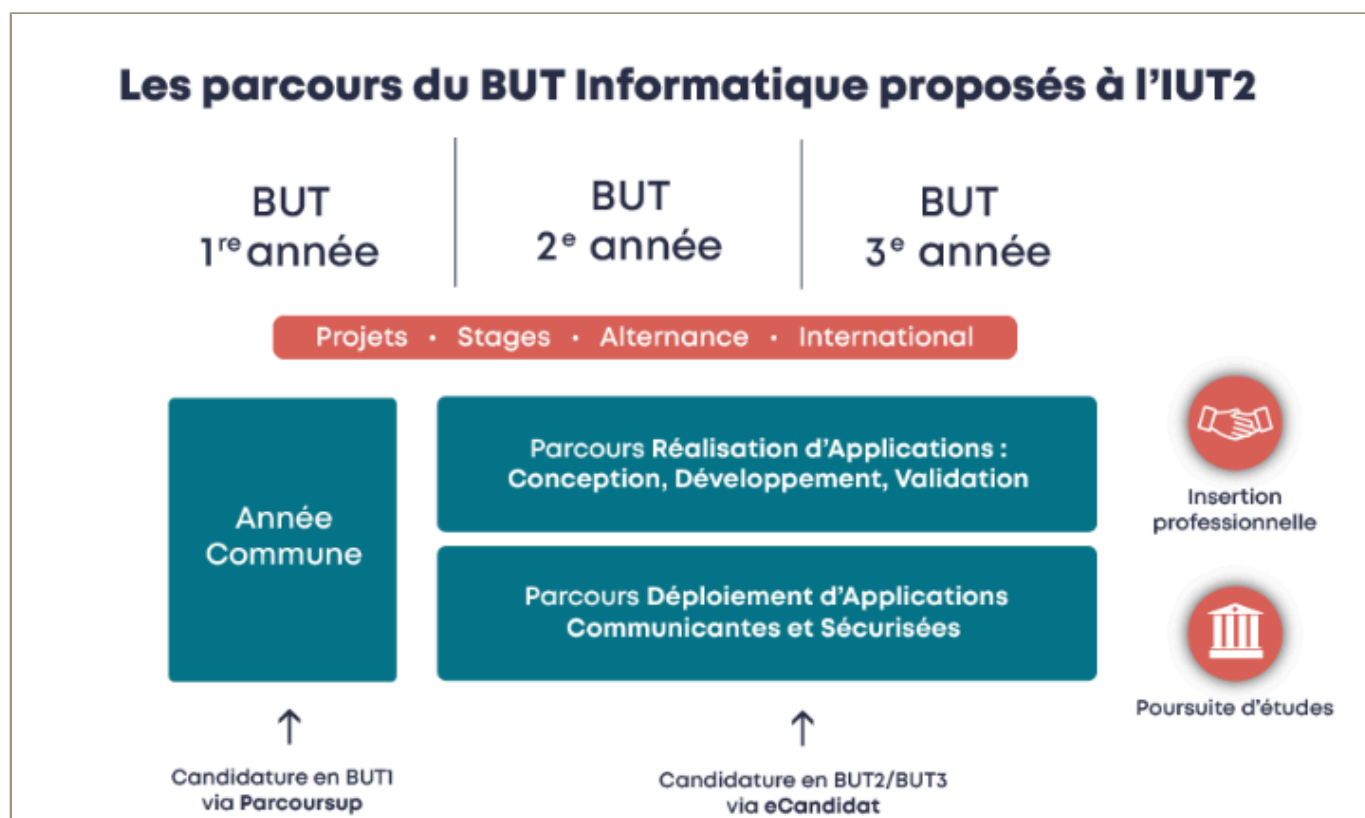 Les parcours du BUT Informatique proposés à l'IUT2
BUT
1re année
BUT
2e année
BUT
3e année
Projets • Stages • Alternance • International
Année
Commune
Parcours Réalisation d'Applications :
Conception, Développement, Validation
Parcours Déploiement d'Applications
Communicantes et Sécurisées
Insertion
professionnelle
Poursuite d'études
Candidature en BUT1
via Parcoursup
Candidature en BUT2/BUT3
via eCandidat